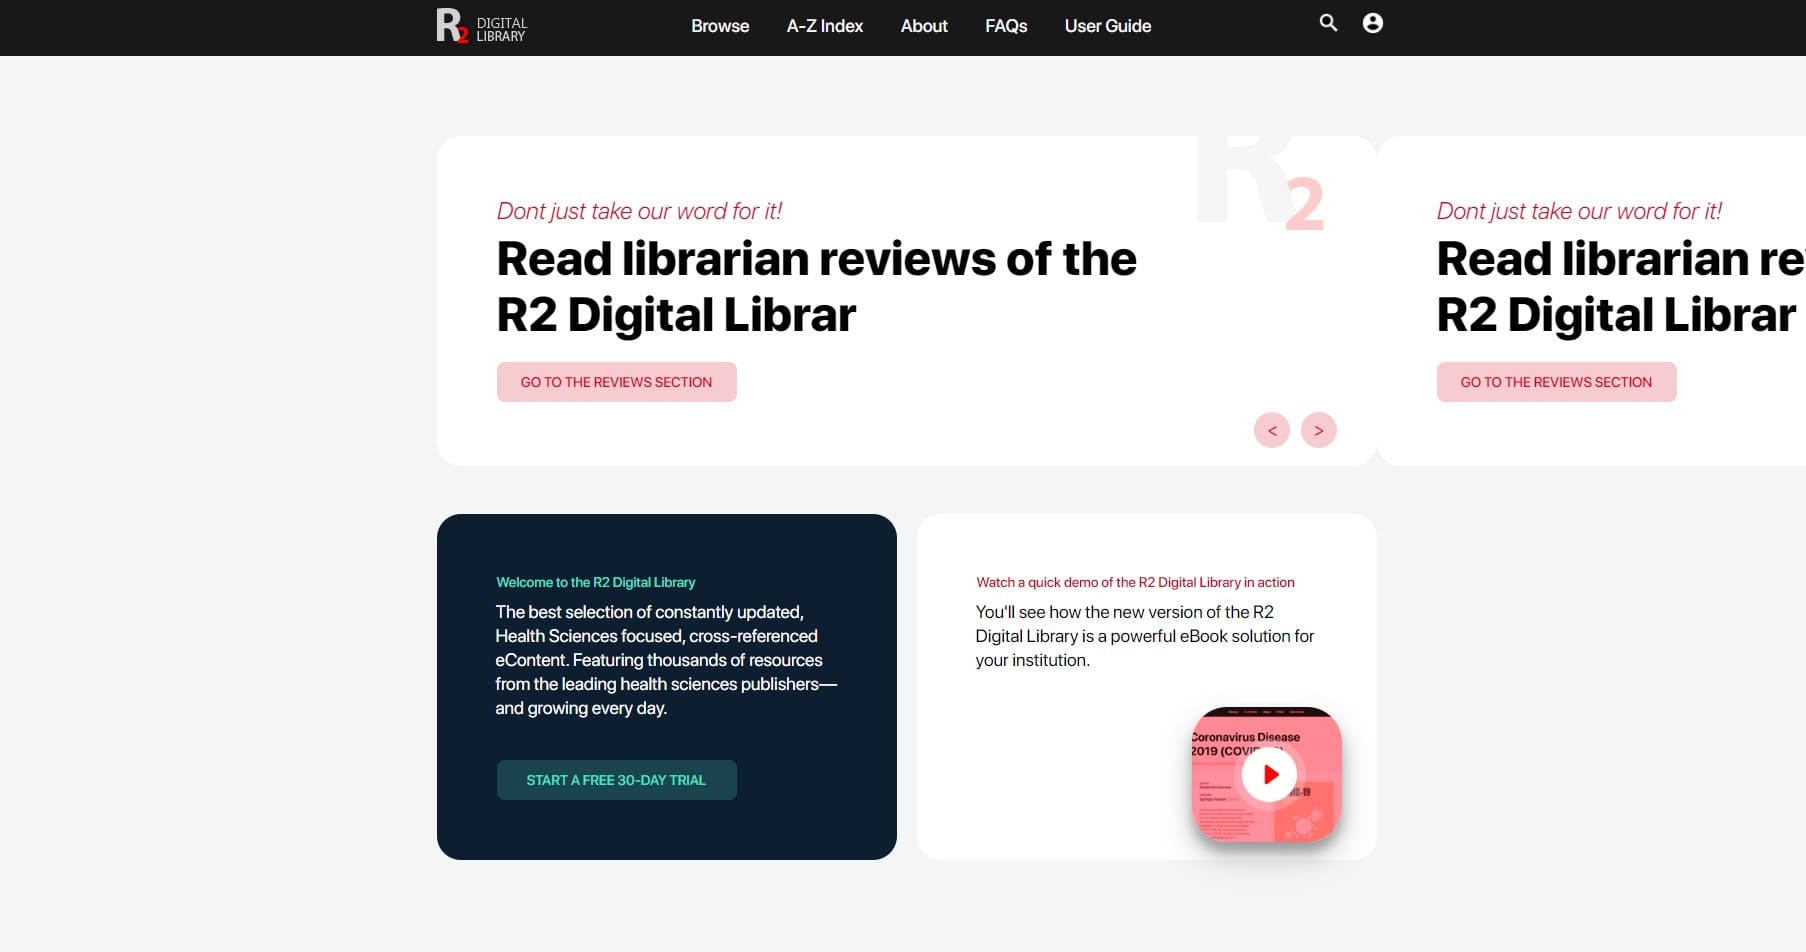 R2 DIGITAL
LIBRARY
Browse A-Z Index About FAQs User Guide
R2
Dont just take our word for it!
Read librarian reviews of the
R2 Digital Librar
GO TO THE REVIEWS SECTION
< >
Dont just take our word for it!
Read librarian re
R2 Digital Librar
GO TO THE REVIEWS SECTION
Welcome to the R2 Digital Library
The best selection of constantly updated,
Health Sciences focused, cross-referenced
eContent. Featuring thousands of resources
from the leading health sciences publishers—
and growing every day.
START A FREE 30-DAY TRIAL
Watch a quick demo of the R2 Digital Library in action
You'll see how the new version of the R2
Digital Library is a powerful eBook solution for
your institution.
Coronavirus Disease
2019 (COVI
VID-19